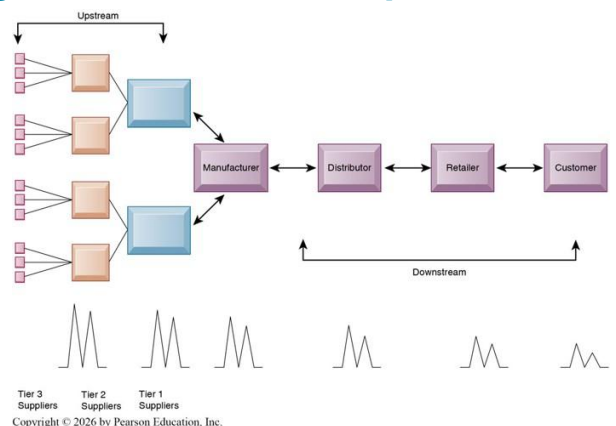 Upstream
Manufacturer
Distributor
Retailer
Customer
Downstream
Tier 3
Suppliers
Tier 2
Suppliers
Tier 1
Suppliers
Copyright © 2026 by Pearson Education, Inc.